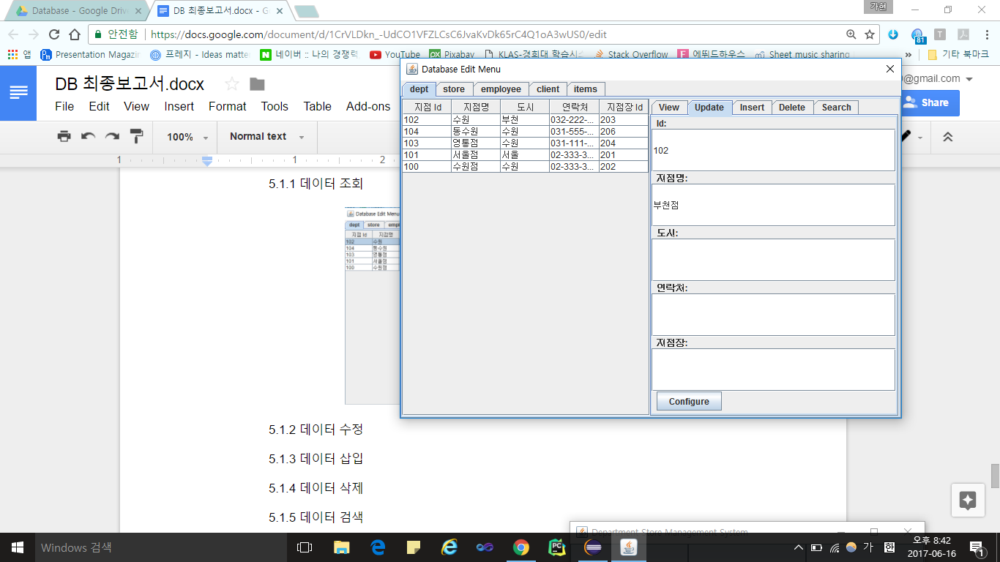 Database - Google Drive
DB 최종보고서.docx - G
가현
안전함
https://docs.google.com/document/d/1CrVLDkn_-UdCO1VFZLCsC6JvaKvDk65rC4Q1oA3wUS0/edit
81
앱
Presentation Magazin
프레지 - Ideas matter
네이버 :: 나의 경쟁력
YouTube
Pixabay
KLAS-경희대 학습시
Stack Overflow
에뛰드하우스
Sheet music sharing
»
기타 북마크
DB 최종보고서.docx
@gmail.com
File Edit View Insert Format Tools Table Add-ons
Share
100%
Normal text
1 1 2
5.1.1 데이터 조회
Database Edit Menu
dept store empl
지점 Id 지점명
102 수원
104 동수원
103 영통점
101 서울점
100 수원점
5.1.2 데이터 수정
5.1.3 데이터 삽입
5.1.4 데이터 삭제
5.1.5 데이터 검색
Database Edit Menu
dept store employee client items
지점 Id 지점명 도시 연락처 지점장 Id
102 수원 부천 032-222-... 203
104 동수원 수원 031-555-... 206
103 영통점 수원 031-111-... 204
101 서울점 서울 02-333-3... 201
100 수원점 수원 02-333-3... 202
View Update Insert Delete Search
Id:
102
지점명:
부천점
도시:
연락처:
지점장:
Configure
Department Store Management System
Windows 검색
PC
가
한
오후 8:42
2017-06-16
1